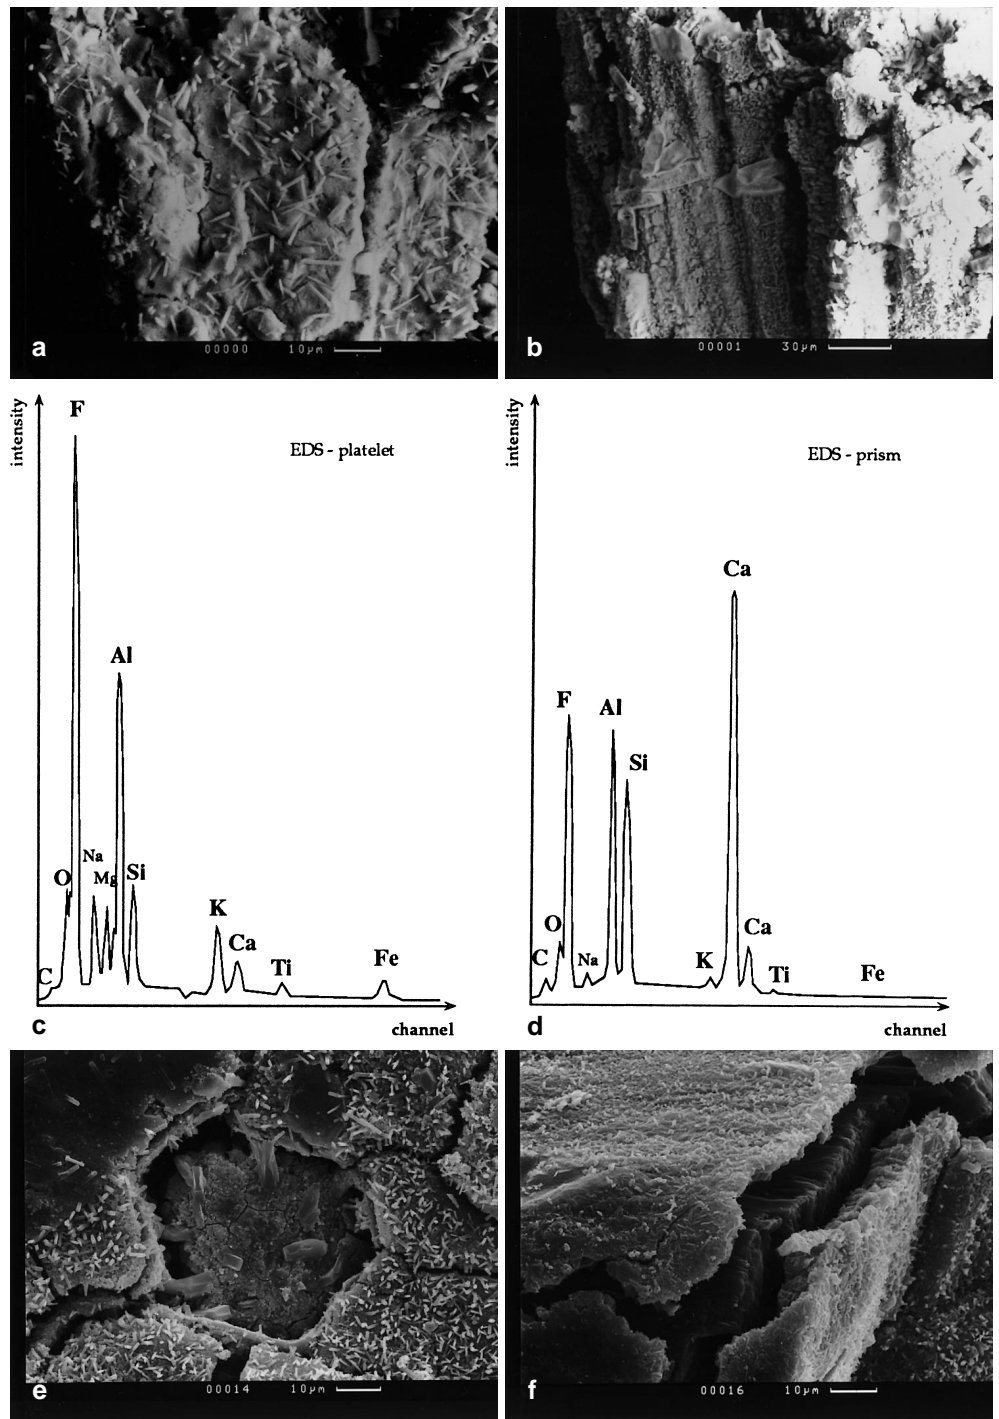 a
00000 10µm
b
00001 30µm
intensity
F
EDS - platelet
Al
Na
O
Mg
Si
K
Ca
Ti
Fe
C
c
channel
intensity
EDS - prism
Ca
F
Al
Si
O
Ca
C
Na
K
Ti
Fe
d
channel
e
00014 10µm
f
00016 10µm